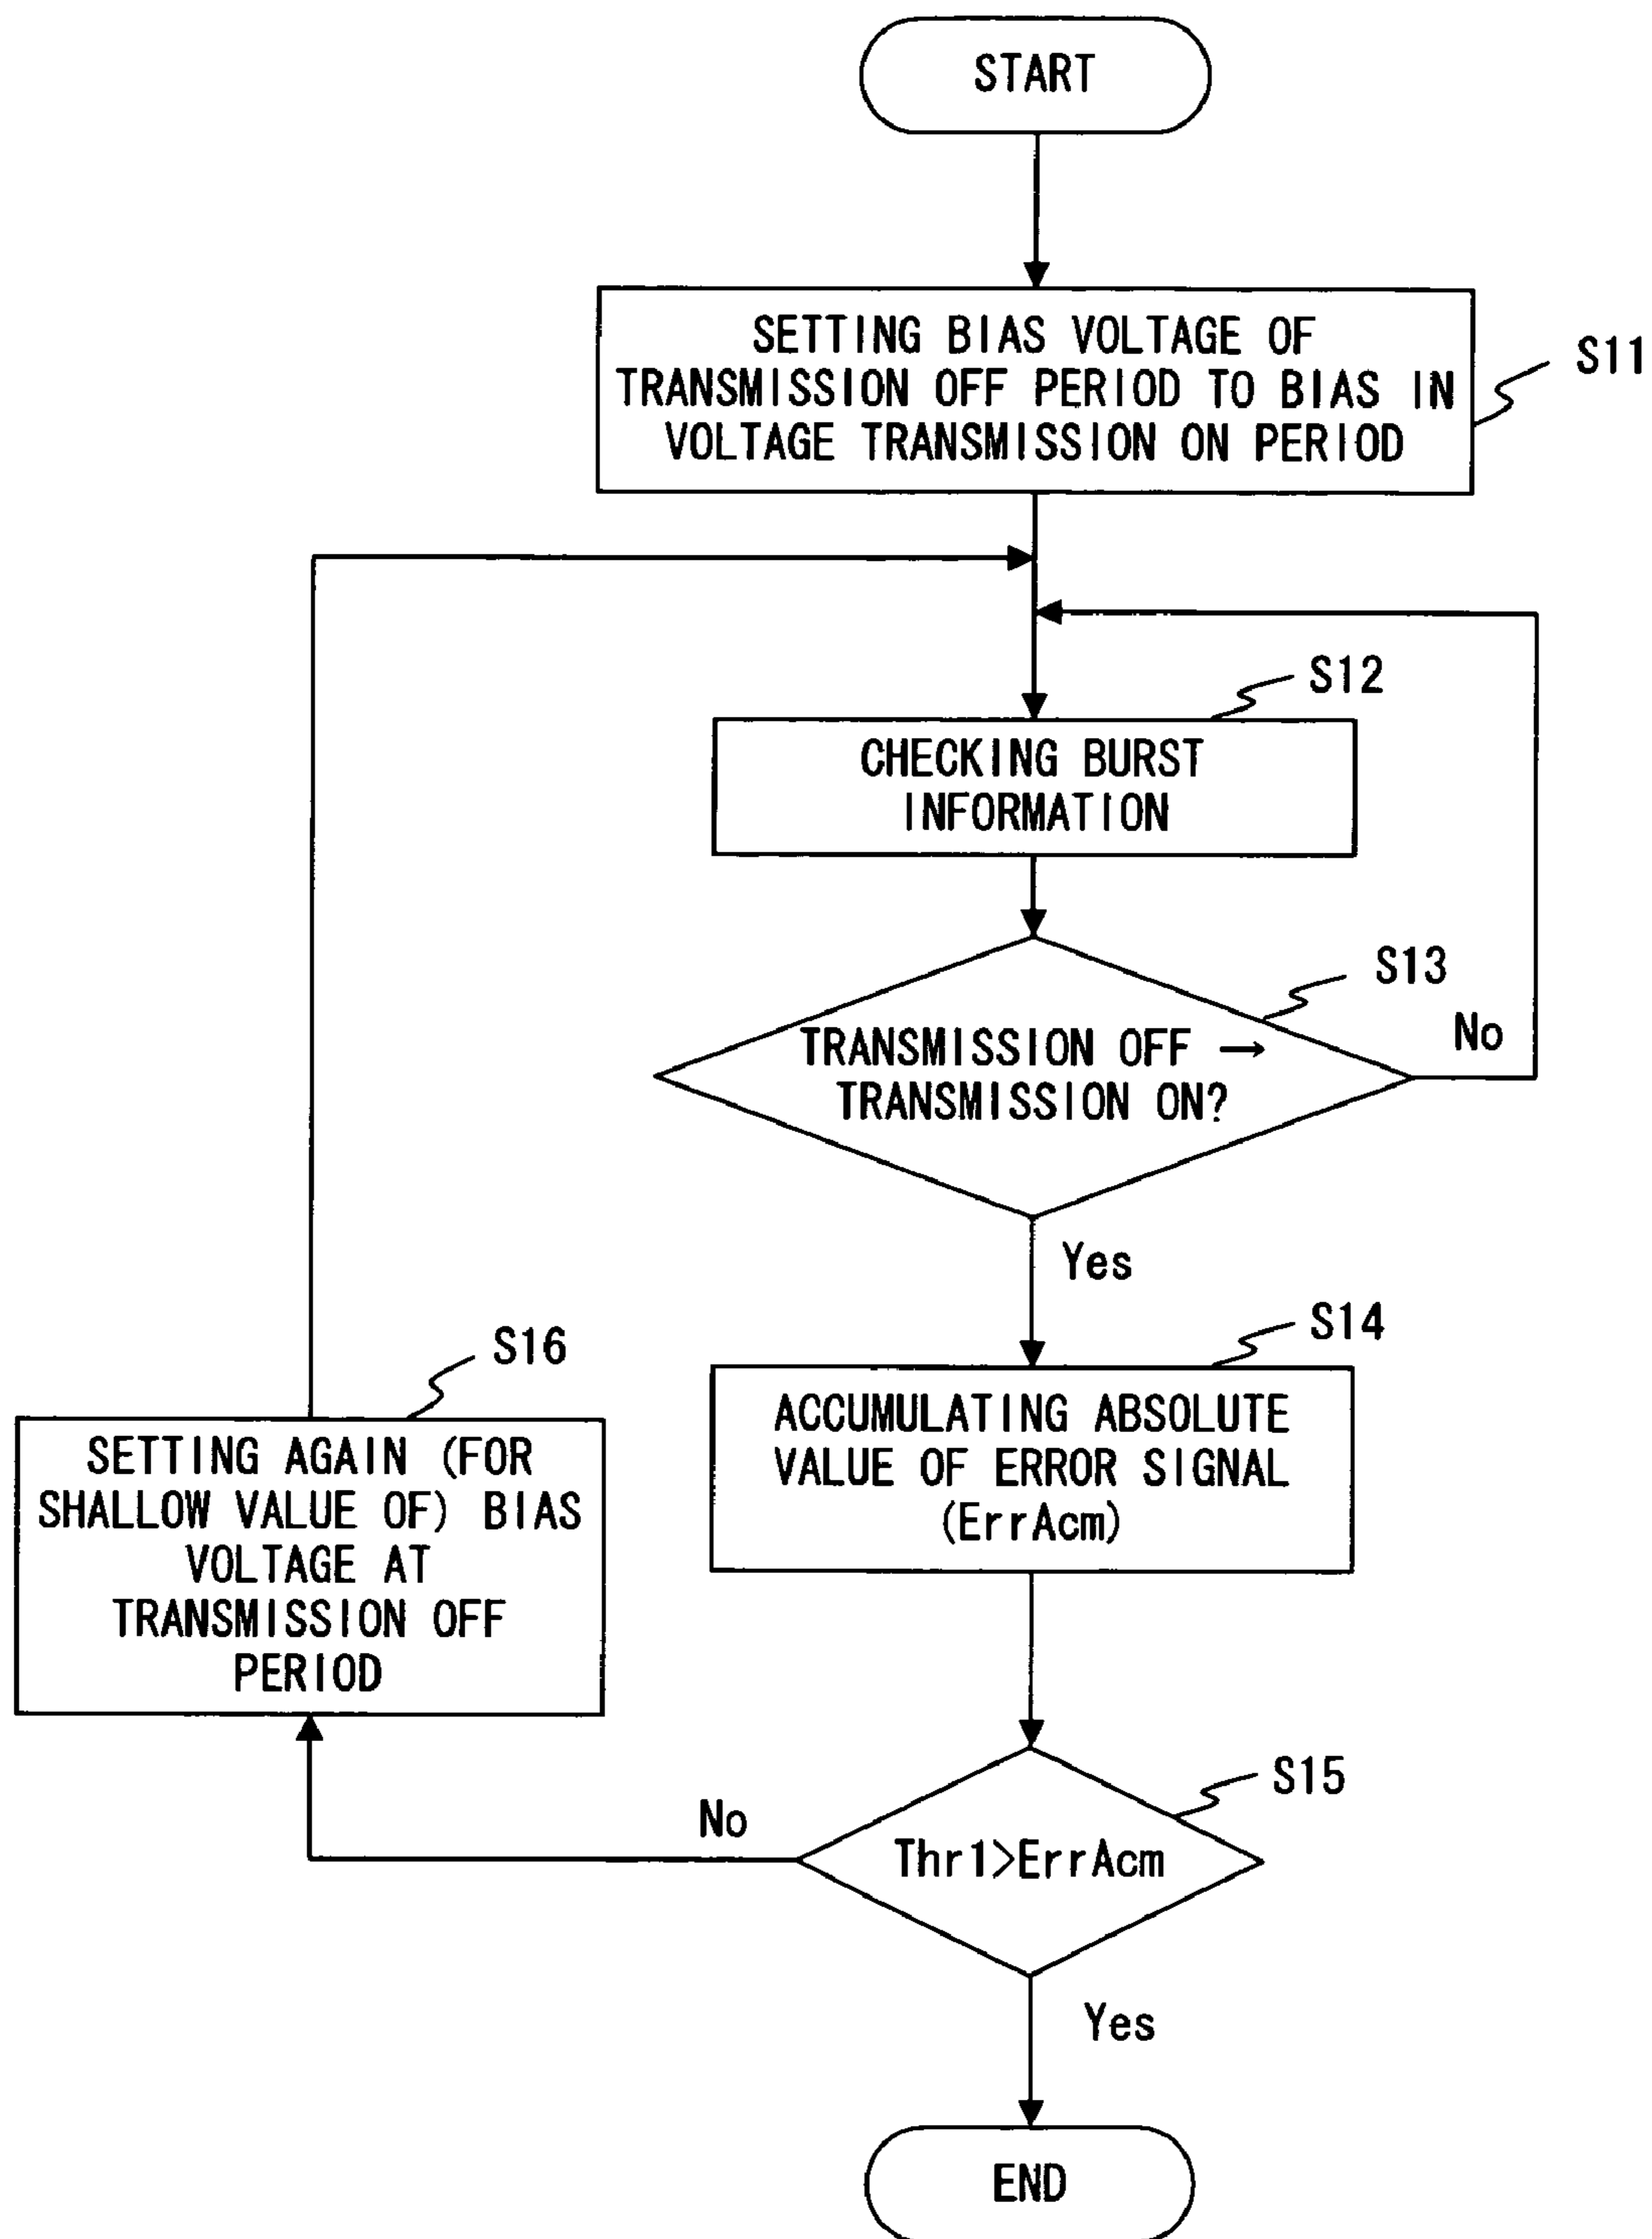 START
SETTING BIAS VOLTAGE OF
TRANSMISSION OFF PERIOD TO BIAS IN
VOLTAGE TRANSMISSION ON PERIOD
S11
S12
CHECKING BURST
INFORMATION
S13
TRANSMISSION OFF →
TRANSMISSION ON?
No
Yes
S14
ACCUMULATING ABSOLUTE
VALUE OF ERROR SIGNAL
(ErrAcm)
S16
SETTING AGAIN (FOR
SHALLOW VALUE OF) BIAS
VOLTAGE AT
TRANSMISSION OFF
PERIOD
S15
Thr1>ErrAcm
No
Yes
END